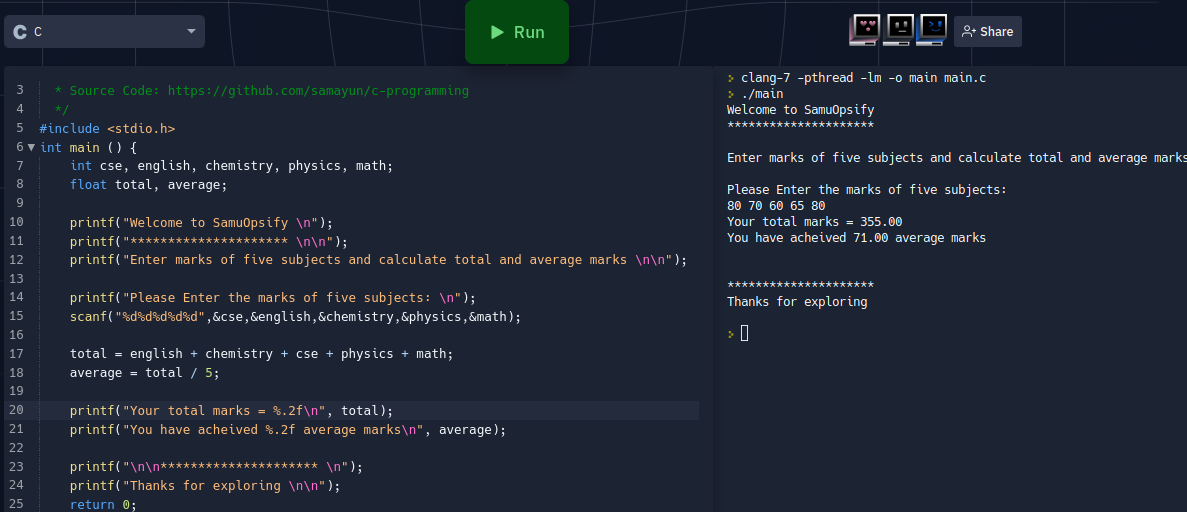 C C
Run
Share
3 * Source Code: https://github.com/samayun/c-programming
4 */
5 #include <stdio.h>
6 int main () {
7 int cse, english, chemistry, physics, math;
8 float total, average;
9
10 printf("Welcome to SamuOpsify \n");
11 printf("********************* \n\n");
12 printf("Enter marks of five subjects and calculate total and average marks \n\n");
13
14 printf("Please Enter the marks of five subjects: \n");
15 scanf("%d%d%d%d%d",&cse,&english,&chemistry,&physics,&math);
16
17 total = english + chemistry + cse + physics + math;
18 average = total / 5;
19
20 printf("Your total marks = %.2f\n", total);
21 printf("You have acheived %.2f average marks\n", average);
22
23 printf("\n\n********************* \n");
24 printf("Thanks for exploring \n\n");
25 return 0;
> clang-7 -pthread -lm -o main main.c
> ./main
Welcome to SamuOpsify
*********************
Enter marks of five subjects and calculate total and average marks
Please Enter the marks of five subjects:
80 70 60 65 80
Your total marks = 355.00
You have acheived 71.00 average marks
*********************
Thanks for exploring
>